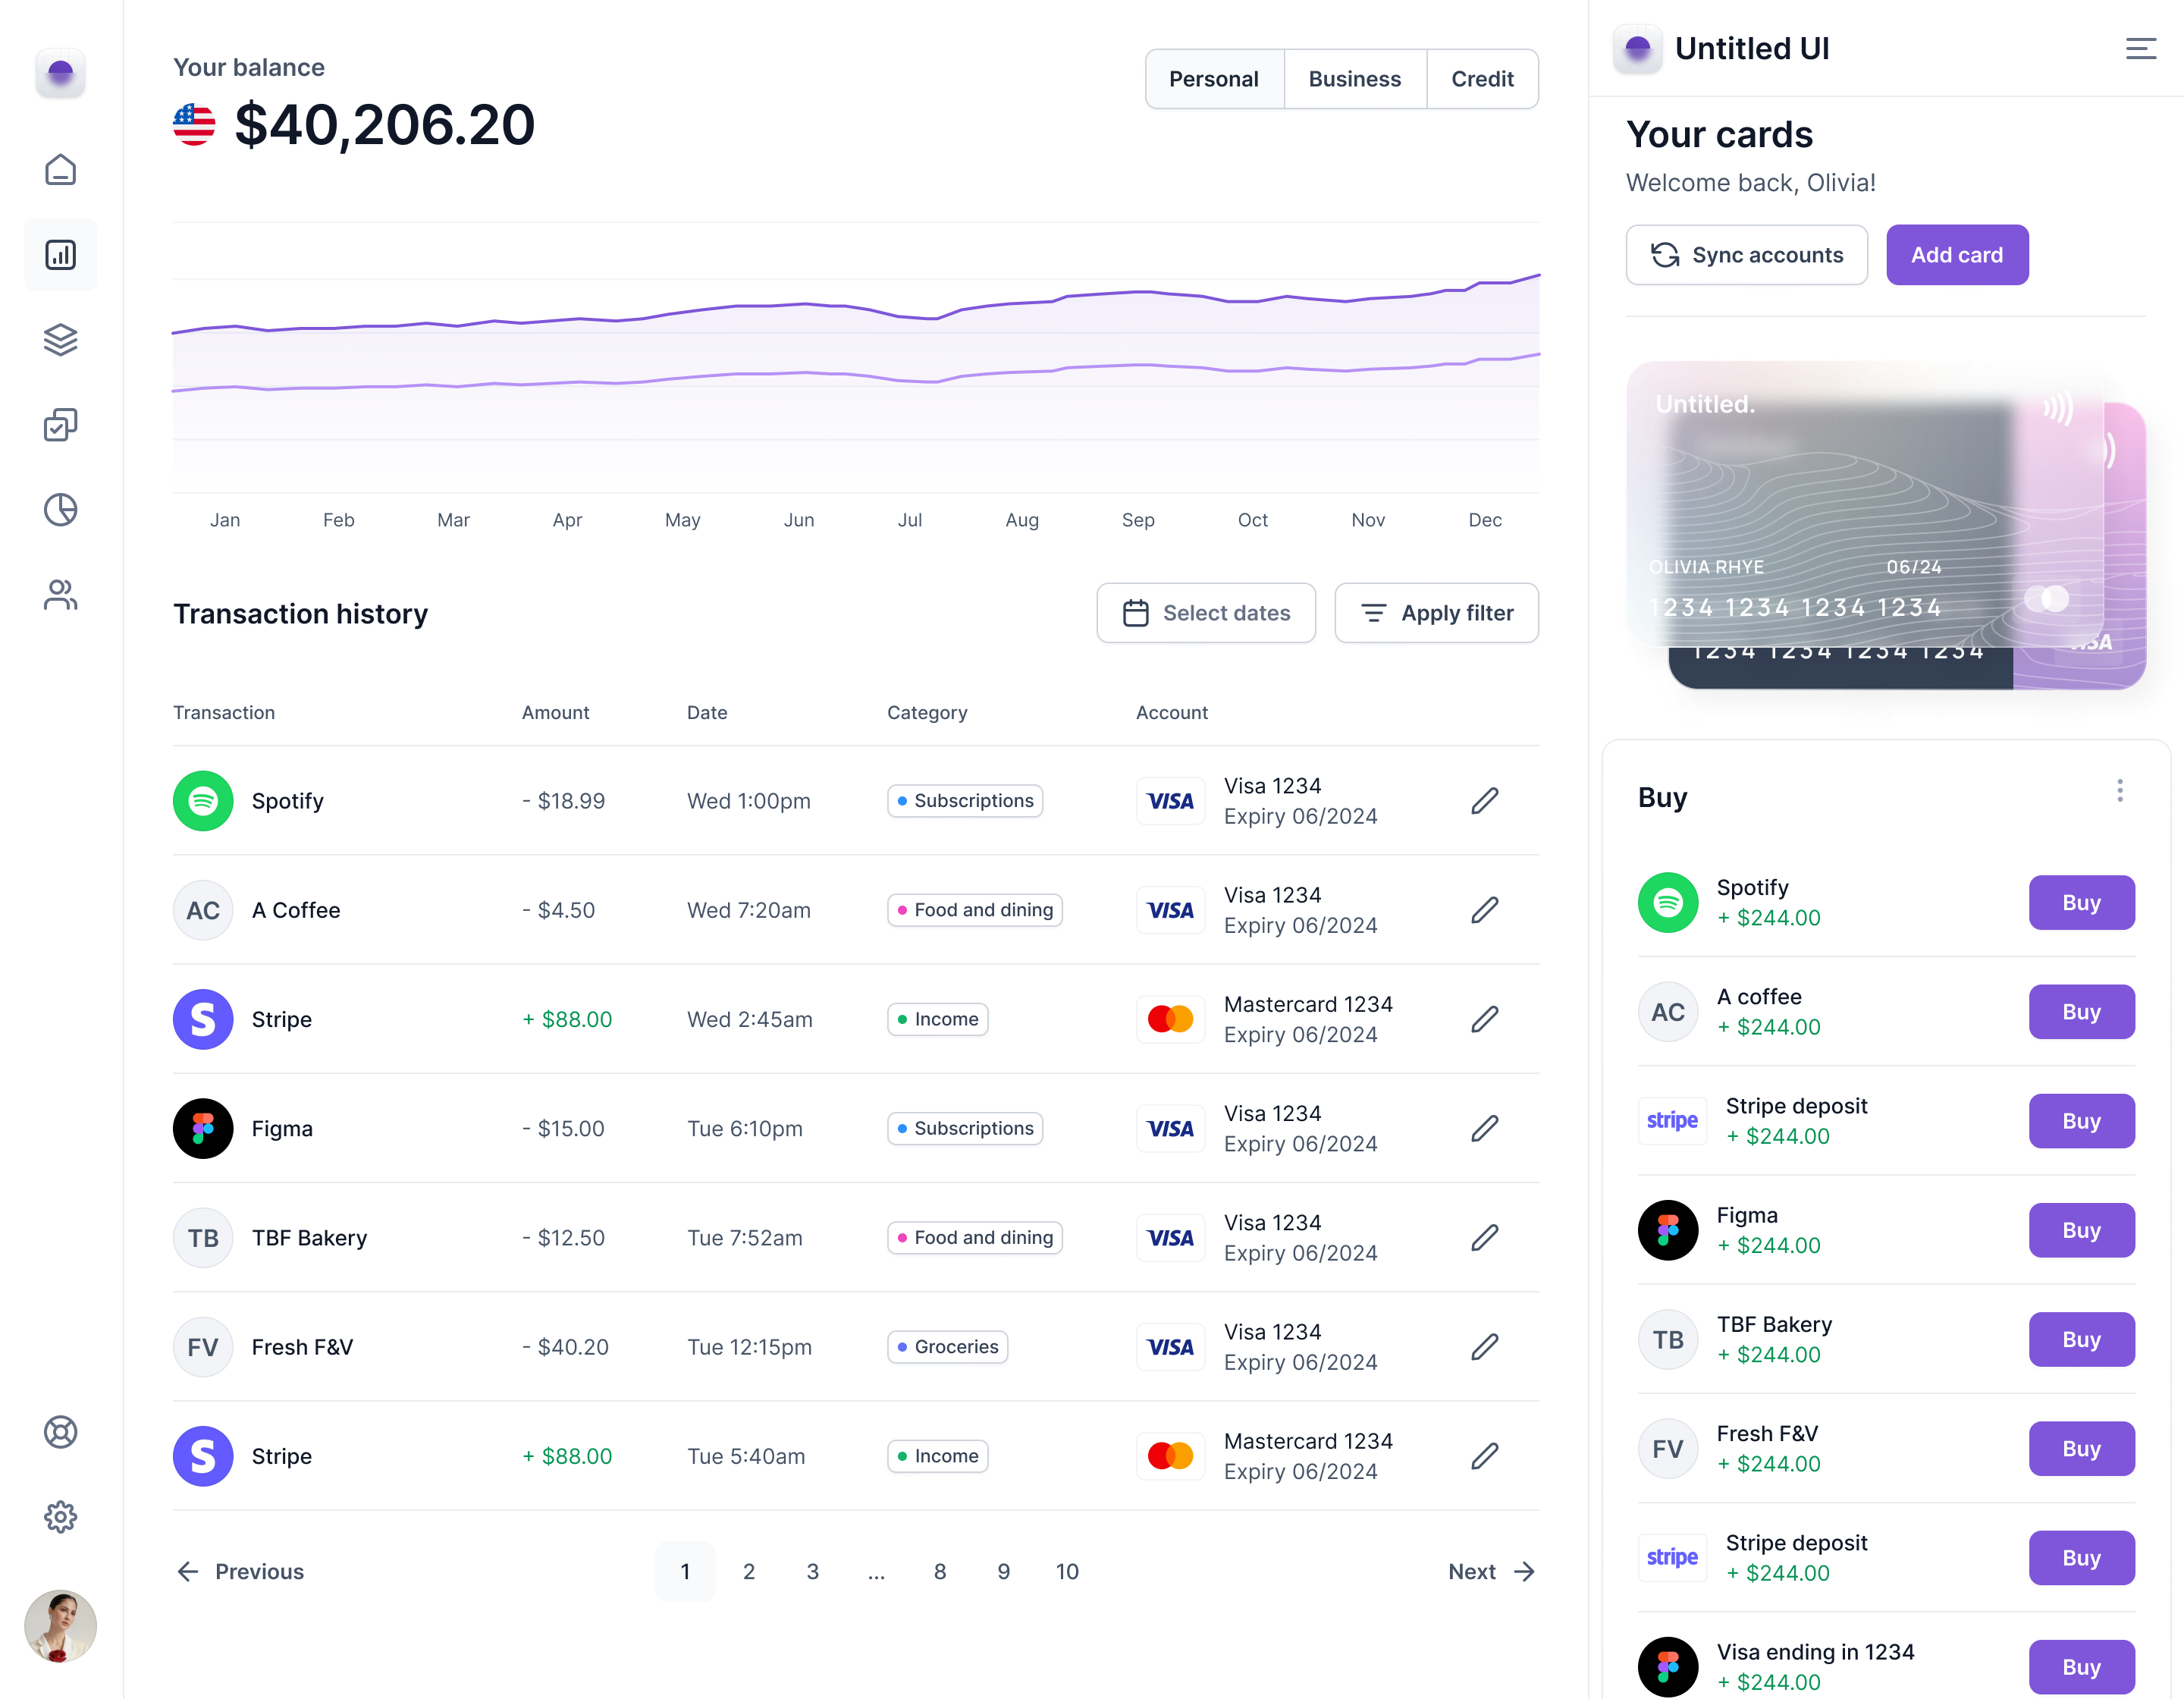 Your balance
$40,206.20
Personal
Business
Credit
Jan
Feb
Mar
Apr
May
Jun
Jul
Aug
Sep
Oct
Nov
Dec
Transaction history
Select dates
Apply filter
Transaction
Amount
Date
Category
Account
Spotify
- $18.99
Wed 1:00pm
Subscriptions
VISA
Visa 1234
Expiry 06/2024
AC
A Coffee
- $4.50
Wed 7:20am
Food and dining
VISA
Visa 1234
Expiry 06/2024
S
Stripe
+ $88.00
Wed 2:45am
Income
Mastercard 1234
Expiry 06/2024
Figma
- $15.00
Tue 6:10pm
Subscriptions
VISA
Visa 1234
Expiry 06/2024
TB
TBF Bakery
- $12.50
Tue 7:52am
Food and dining
VISA
Visa 1234
Expiry 06/2024
FV
Fresh F&V
- $40.20
Tue 12:15pm
Groceries
VISA
Visa 1234
Expiry 06/2024
S
Stripe
+ $88.00
Tue 5:40am
Income
Mastercard 1234
Expiry 06/2024
Previous
1
2
3
...
8
9
10
Next
Untitled UI
Your cards
Welcome back, Olivia!
Sync accounts
Add card
Untitled.
OLIVIA RHYE
06/24
1234 1234 1234 1234
1234 1234 1234 1234
VISA
Buy
Spotify
+ $244.00
Buy
AC
A coffee
+ $244.00
Buy
stripe
Stripe deposit
+ $244.00
Buy
Figma
+ $244.00
Buy
TB
TBF Bakery
+ $244.00
Buy
FV
Fresh F&V
+ $244.00
Buy
stripe
Stripe deposit
+ $244.00
Buy
Visa ending in 1234
+ $244.00
Buy